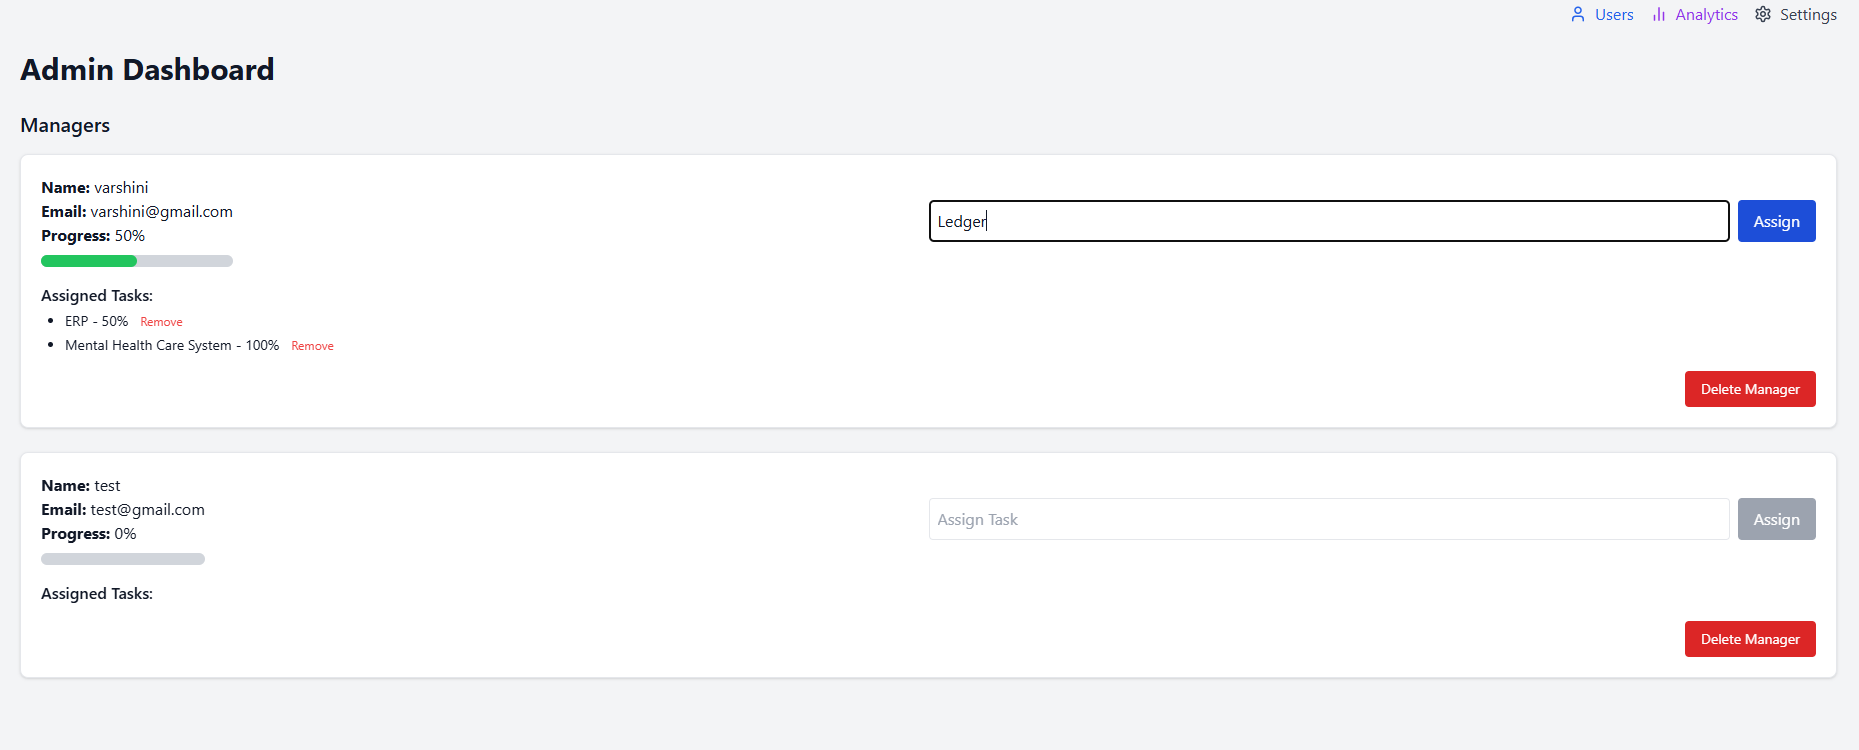 Users Analytics Settings
Admin Dashboard
Managers
Name: varshini
Email: varshini@gmail.com
Progress: 50%
Ledger
Assign
Assigned Tasks:
ERP - 50% Remove
Mental Health Care System - 100% Remove
Delete Manager
Name: test
Email: test@gmail.com
Progress: 0%
Assign Task
Assign
Assigned Tasks:
Delete Manager